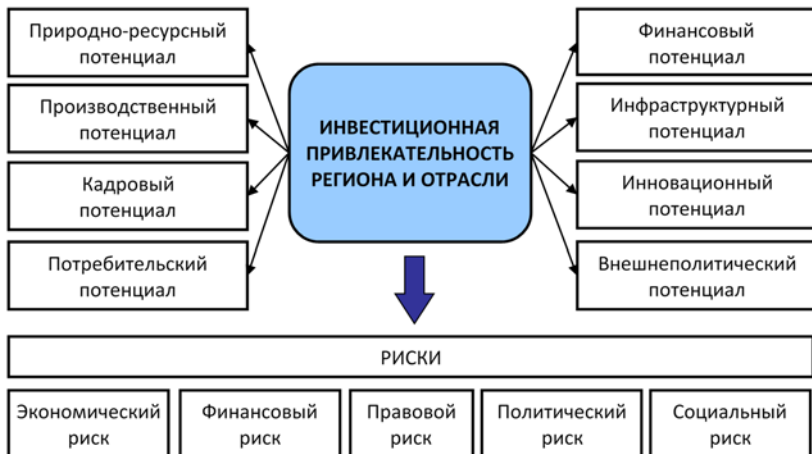 Природно-ресурсный
потенциал
Производственный
потенциал
Кадровый
потенциал
Потребительский
потенциал
ИНВЕСТИЦИОННАЯ
ПРИВЛЕКАТЕЛЬНОСТЬ
РЕГИОНА И ОТРАСЛИ
Финансовый
потенциал
Инфраструктурный
потенциал
Инновационный
потенциал
Внешнеполитический
потенциал
РИСКИ
Экономический
риск
Финансовый
риск
Правовой
риск
Политический
риск
Социальный
риск